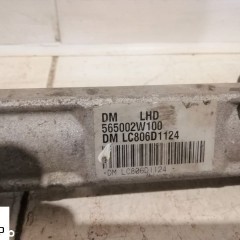 DM LHD
565002W100
DM LC806D1124
-DM LC806D1124 -